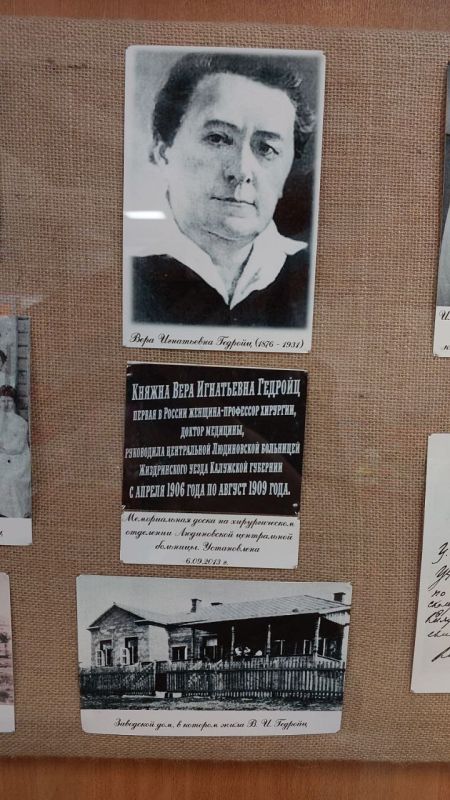 Вера Игнатьевна Гедройц (1876 - 1931)
Княжна Вера Игнатьевна Гедройц
первая в России женщина-профессор хирургии,
доктор медицины,
руководила центральной Людиновской больницей
Жиздринского уезда Калужской губернии
с апреля 1906 года по август 1909 года.
Мемориальная доска на хирургическом
отделении Людиновской центральной
больницы. Установлена
6.09.2013 г.
Заводской дом, в котором жила В. И. Гедройц